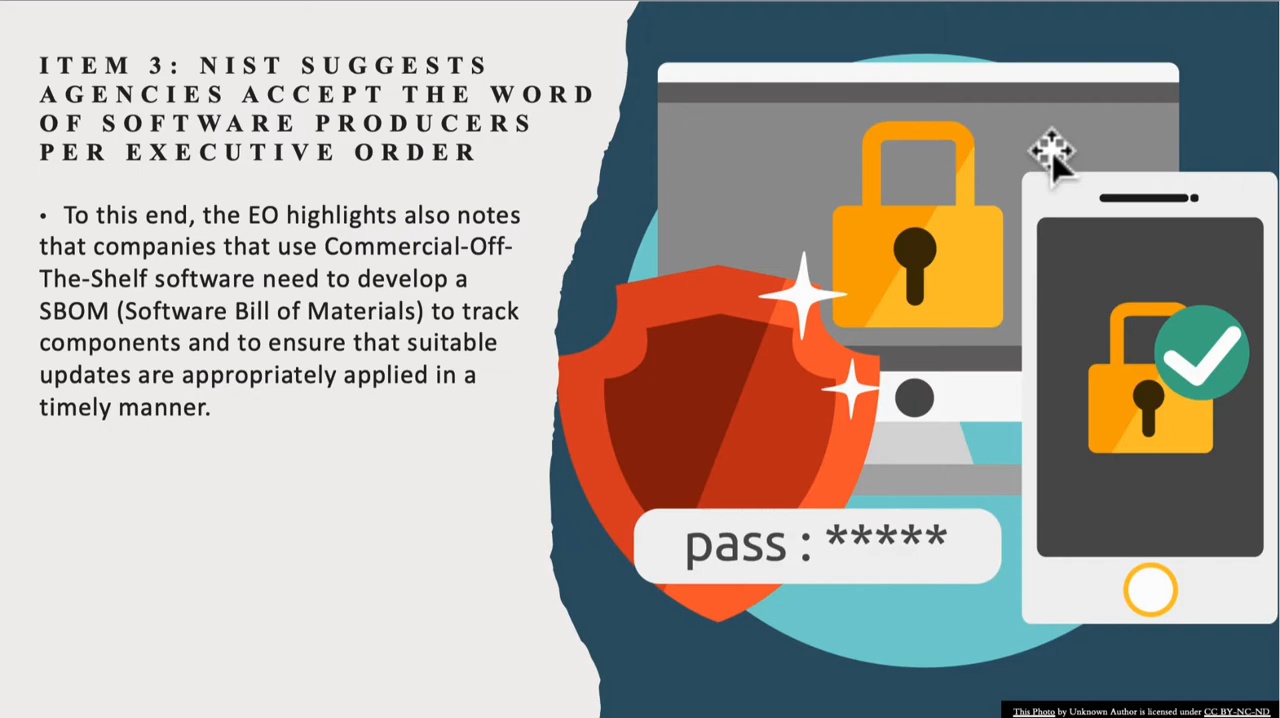 ITEM 3: NIST SUGGESTS
AGENCIES ACCEPT THE WORD
OF SOFTWARE PRODUCERS
PER EXECUTIVE ORDER
• To this end, the EO highlights also notes
that companies that use Commercial-Off-
The-Shelf software need to develop a
SBOM (Software Bill of Materials) to track
components and to ensure that suitable
updates are appropriately applied in a
timely manner.
pass : *****
This Photo by Unknown Author is licensed under CC BY-NC-ND